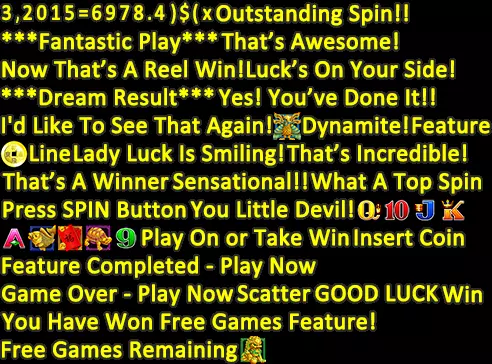 3,2015=6978.4)$(xOutstanding Spin!!
***Fantastic Play*** That's Awesome!
Now That's A Reel Win!Luck's On Your Side!
***Dream Result*** Yes! You've Done It!!
I'd Like To See That Again! Dynamite!Feature
LineLady Luck Is Smiling!That's Incredible!
That's A Winner Sensational!!What A Top Spin
Press SPIN Button You Little Devil! Q 10 J K
A 9 Play On or Take Win Insert Coin
Feature Completed - Play Now
Game Over - Play Now Scatter GOOD LUCK Win
You Have Won Free Games Feature!
Free Games Remaining